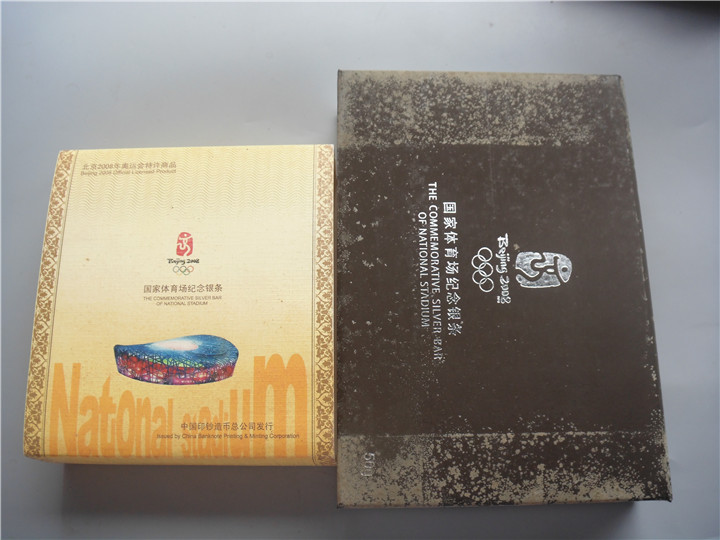 北京2008年奥运会特许商品
Beijing 2008 Official Licensed Product
Beijing 2008
国家体育场纪念银条
THE COMMEMORATIVE SILVER BAR
OF NATIONAL STADIUM
National Stadium
中国印钞造币总公司发行
Issued by China Banknote Printing & Minting Corporation
Beijing 2008
国家体育场纪念银条
THE COMMEMORATIVE SILVER BAR
OF NATIONAL STADIUM